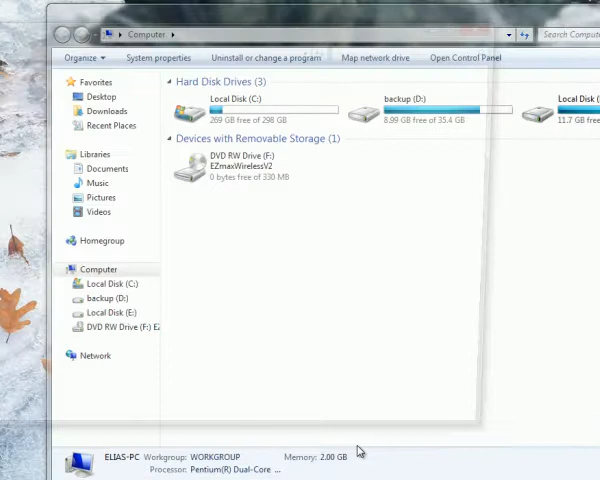 Computer
Search Compute
Organize
System properties
Uninstall or change a program
Map network drive
Open Control Panel
Favorites
Desktop
Downloads
Recent Places
Libraries
Documents
Music
Pictures
Videos
Homegroup
Computer
Local Disk (C:)
backup (D:)
Local Disk (E:)
DVD RW Drive (F:) EZ
Network
Hard Disk Drives (3)
Local Disk (C:)
269 GB free of 298 GB
backup (D:)
8.99 GB free of 35.4 GB
Local Disk (
11.7 GB free
Devices with Removable Storage (1)
DVD RW Drive (F:)
EZmaxWirelessV2
0 bytes free of 330 MB
ELIAS-PC Workgroup: WORKGROUP Memory: 2.00 GB
Processor: Pentium(R) Dual-Core ...